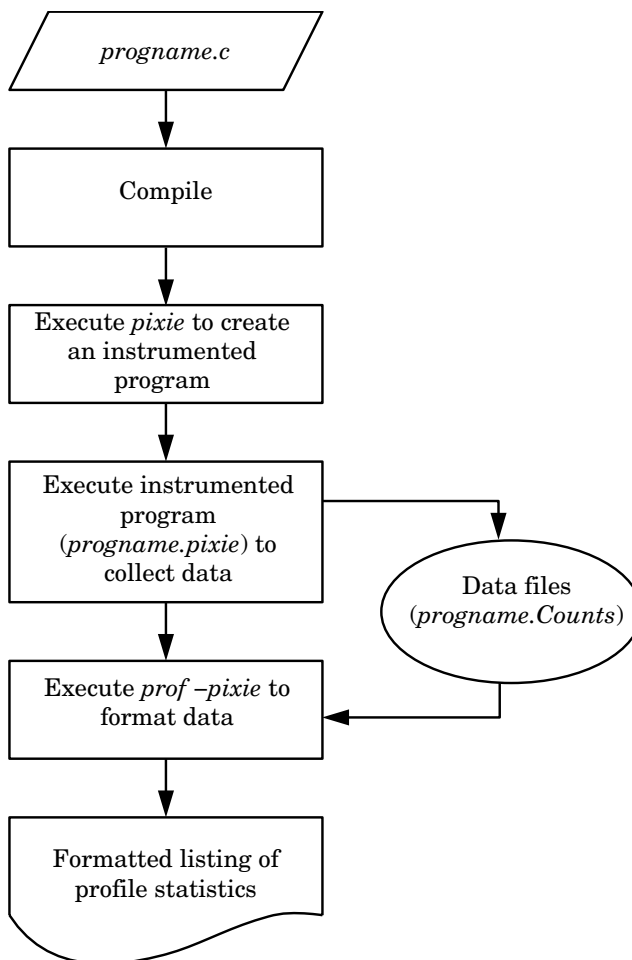 progname.c
Compile
Execute pixie to create
an instrumented
program
Execute instrumented
program
(progname.pixie) to
collect data
Data files
(progname.Counts)
Execute prof –pixie to
format data
Formatted listing of
profile statistics